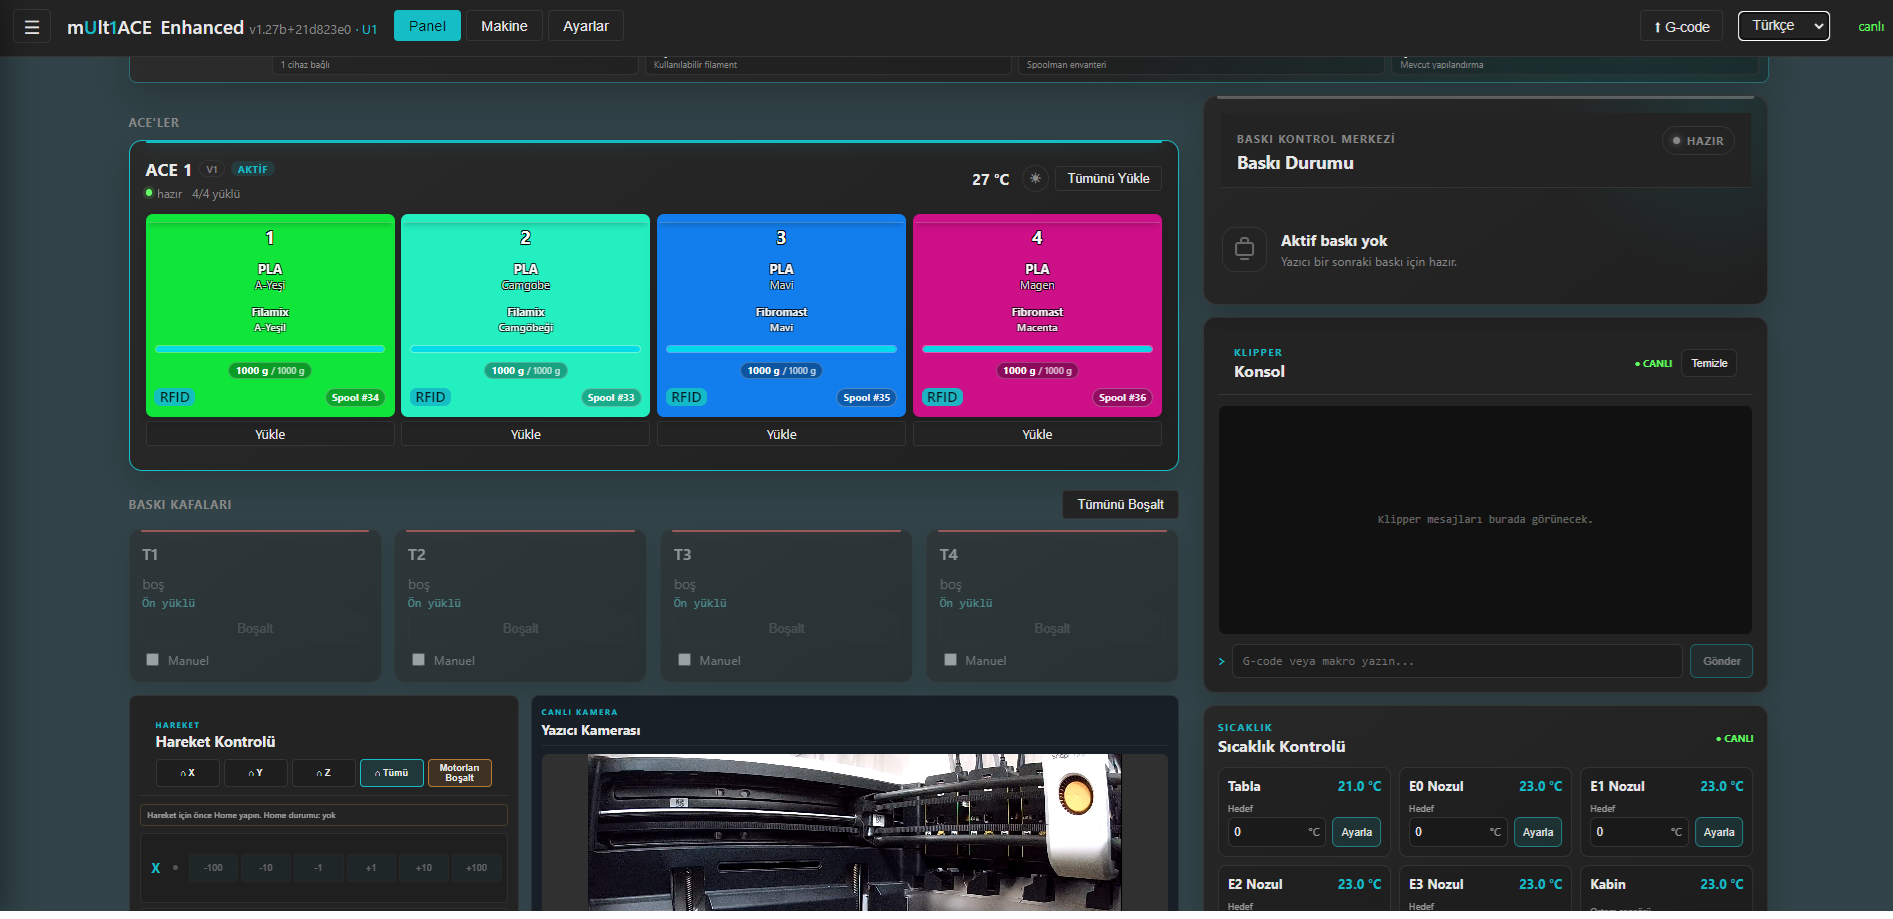 ☰ mUlt1ACE Enhanced v1.27b+21d823e0 · U1 Panel Makine Ayarlar ⬆ G-code Türkçe canlı
1 cihaz bağlı Kullanılabilir filament Spoolman envanteri Mevcut yapılandırma
ACE'LER
ACE 1 V1 AKTİF
hazır 4/4 yüklü
27 °C Tümünü Yükle
1
PLA
A-Yeşi
Filamix
A-Yeşil
1000 g / 1000 g
RFID Spool #34
Yükle
2
PLA
Camgöbe
Filamix
Camgöbeği
1000 g / 1000 g
RFID Spool #33
Yükle
3
PLA
Mavi
Fibromast
Mavi
1000 g / 1000 g
RFID Spool #35
Yükle
4
PLA
Magen
Fibromast
Macenta
1000 g / 1000 g
RFID Spool #36
Yükle
BASKI KAFALARI Tümünü Boşalt
T1
boş
Ön yüklü
Boşalt
Manuel
T2
boş
Ön yüklü
Boşalt
Manuel
T3
boş
Ön yüklü
Boşalt
Manuel
T4
boş
Ön yüklü
Boşalt
Manuel
HAREKET
Hareket Kontrolü
∩ X ∩ Y ∩ Z ∩ Tümü Motorları
Boşalt
Hareket için önce Home yapın. Home durumu: yok
X -100 -10 -1 +1 +10 +100
CANLI KAMERA
Yazıcı Kamerası
BASKI KONTROL MERKEZİ
Baskı Durumu
HAZIR
Aktif baskı yok
Yazıcı bir sonraki baskı için hazır.
KLIPPER
Konsol
● CANLI Temizle
Klipper mesajları burada görünecek.
> G-code veya makro yazın... Gönder
SICAKLIK
Sıcaklık Kontrolü
● CANLI
Tabla 21.0 °C
Hedef
0 °C Ayarla
E0 Nozul 23.0 °C
Hedef
0 °C Ayarla
E1 Nozul 23.0 °C
Hedef
0 °C Ayarla
E2 Nozul 23.0 °C
Hedef
E3 Nozul 23.0 °C
Hedef
Kabin 23.0 °C